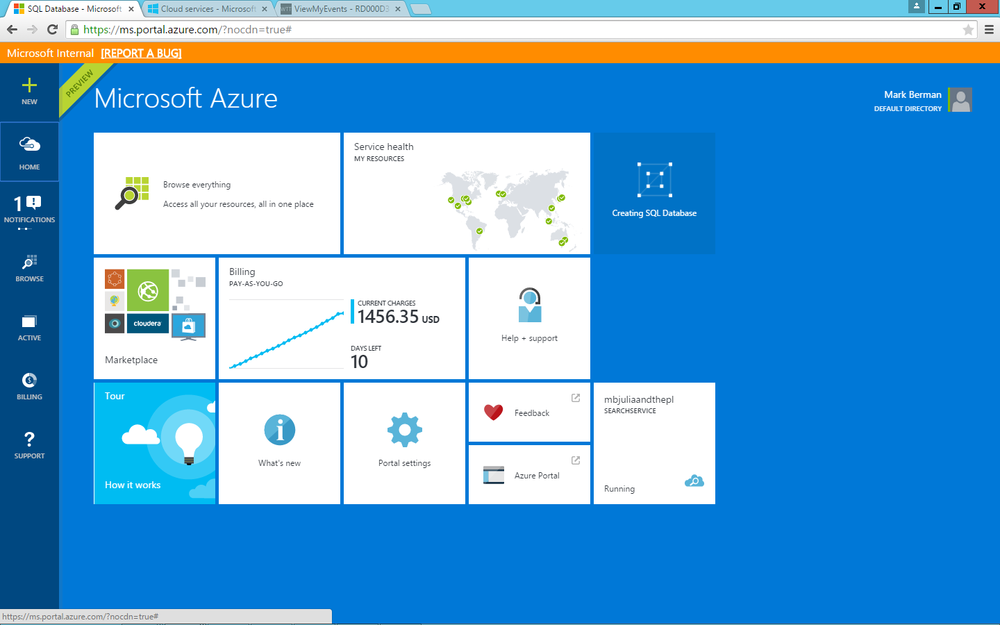 SQL Database - Microsoft
Cloud services - Microsoft
WTT
ViewMyEvents - RD000D3
https://ms.portal.azure.com/?nocdn=true#
Microsoft Internal [REPORT A BUG]
PREVIEW
Microsoft Azure
Mark Berman
DEFAULT DIRECTORY
NEW
HOME
1
NOTIFICATIONS
BROWSE
ACTIVE
BILLING
SUPPORT
Browse everything
Access all your resources, all in one place
Service health
MY RESOURCES
Creating SQL Database
cloudera
Marketplace
Billing
PAY-AS-YOU-GO
CURRENT CHARGES
1456.35 USD
DAYS LEFT
10
Help + support
Tour
How it works
What's new
Portal settings
Feedback
Azure Portal
mbjuliaandthepl
SEARCHSERVICE
Running
https://ms.portal.azure.com/?nocdn=true#